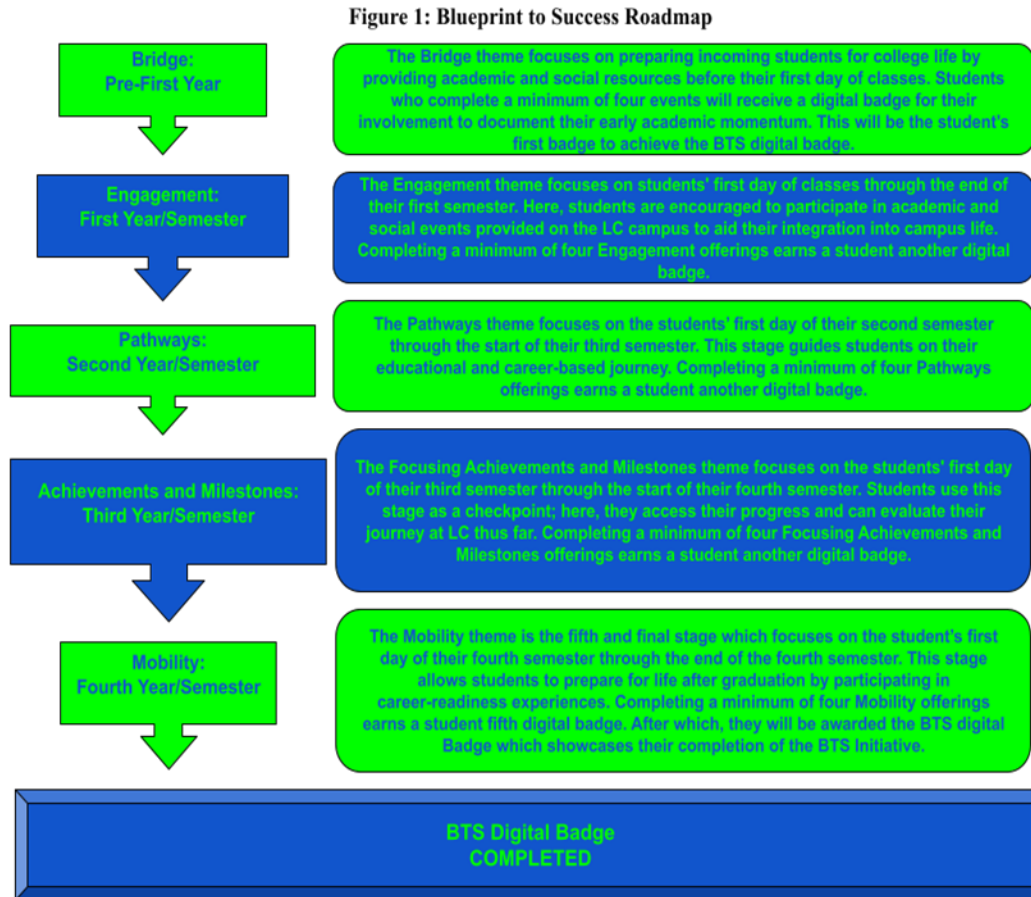 Figure 1: Blueprint to Success Roadmap
Bridge:
Pre-First Year
The Bridge theme focuses on preparing incoming students for college life by
providing academic and social resources before their first day of classes. Students
who complete a minimum of four events will receive a digital badge for their
involvement to document their early academic momentum. This will be the student's
first badge to achieve the BTS digital badge.
Engagement:
First Year/Semester
The Engagement theme focuses on students' first day of classes through the end of
their first semester. Here, students are encouraged to participate in academic and
social events provided on the LC campus to aid their integration into campus life.
Completing a minimum of four Engagement offerings earns a student another digital
badge.
Pathways:
Second Year/Semester
The Pathways theme focuses on the students' first day of their second semester
through the start of their third semester. This stage guides students on their
educational and career-based journey. Completing a minimum of four Pathways
offerings earns a student another digital badge.
Achievements and Milestones:
Third Year/Semester
The Focusing Achievements and Milestones theme focuses on the students' first day
of their third semester through the start of their fourth semester. Students use this
stage as a checkpoint; here, they access their progress and can evaluate their
journey at LC thus far. Completing a minimum of four Focusing Achievements and
Milestones offerings earns a student another digital badge.
Mobility:
Fourth Year/Semester
The Mobility theme is the fifth and final stage which focuses on the student's first
day of their fourth semester through the end of the fourth semester. This stage
allows students to prepare for life after graduation by participating in
career-readiness experiences. Completing a minimum of four Mobility offerings
earns a student fifth digital badge. After which, they will be awarded the BTS digital
Badge which showcases their completion of the BTS Initiative.
BTS Digital Badge
COMPLETED